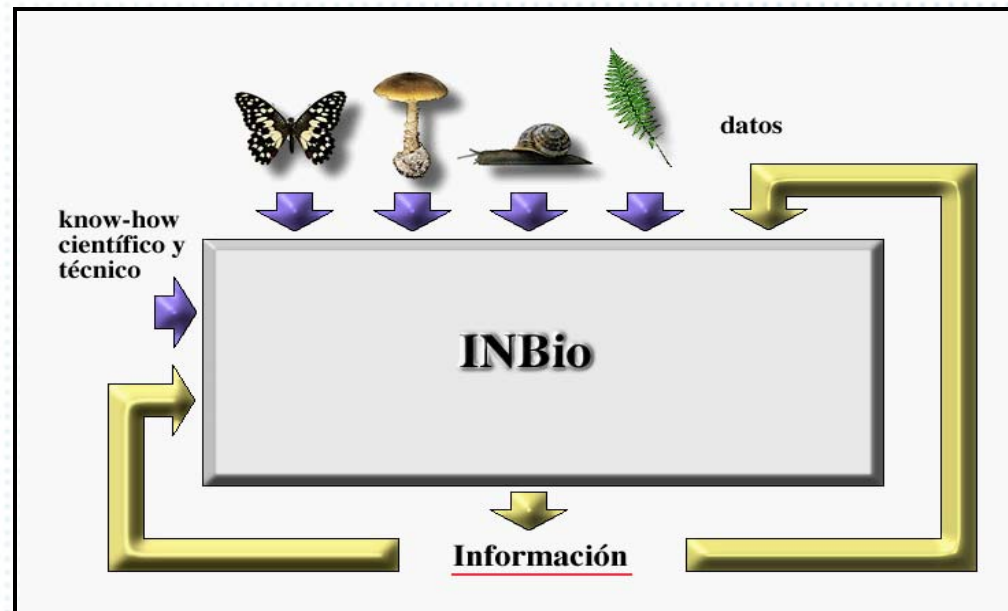 datos
know-how
científico y
técnico
INBio
Información